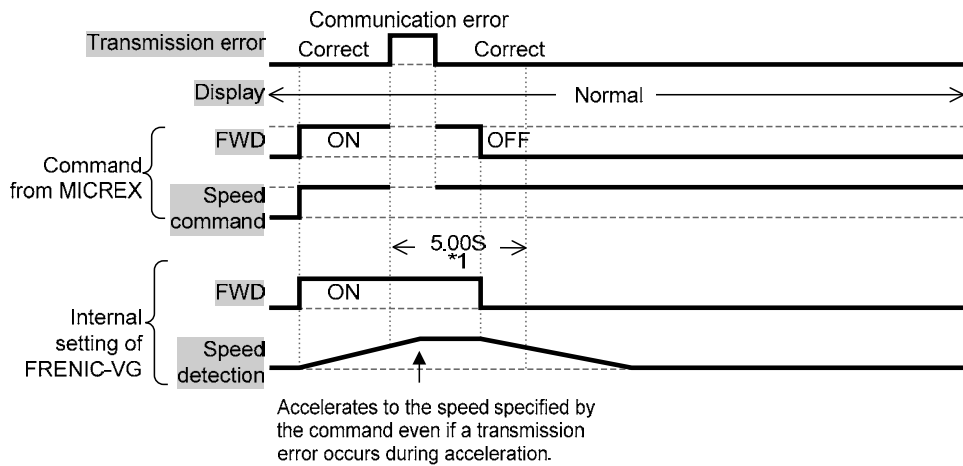 Communication error
Transmission error
Correct
Correct
Display
Normal
FWD
ON
OFF
Command
from MICREX
Speed
command
5.00S
*1
FWD
ON
Internal
setting of
FRENIC-VG
Speed
detection
Accelerates to the speed specified by
the command even if a transmission
error occurs during acceleration.